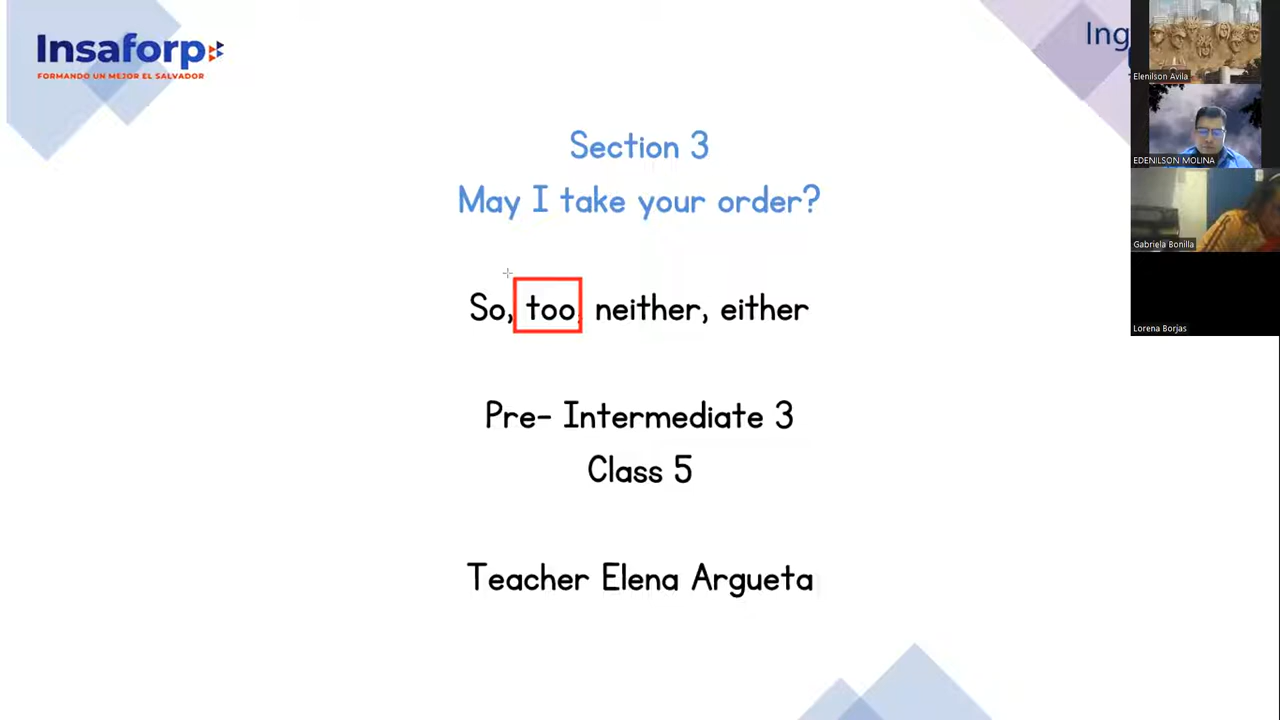 Insaforp
FORMANDO UN MEJOR EL SALVADOR
Ing
Section 3
May I take your order?
So, too, neither, either
Pre- Intermediate 3
Class 5
Teacher Elena Argueta
Elenilson Avila
EDENILSON MOLINA
Gabriela Bonilla
Lorena Borjas